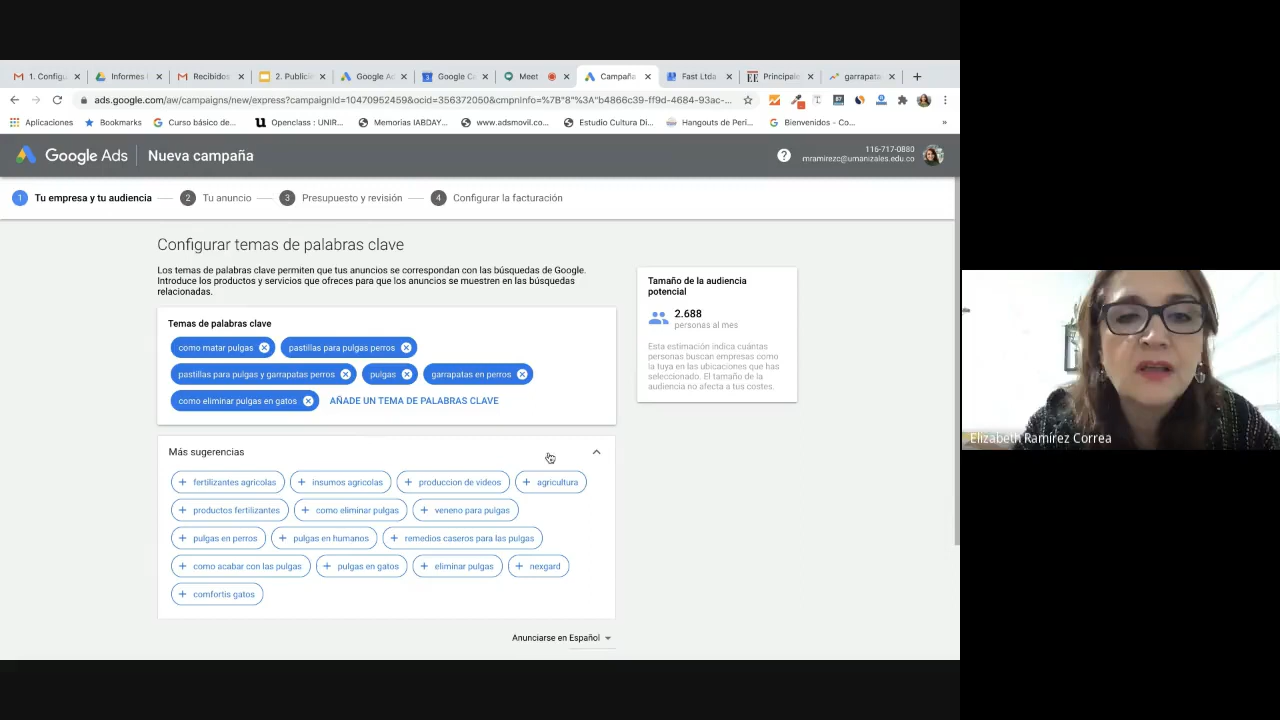 1. Configu
Informes
Recibidos
2. Publici
Google Ac
Google Ca
Meet
Campaña
Fast Ltda
Principale
garrapata
ads.google.com/aw/campaigns/new/express?campaignId=10470952459&ocid=356372050&cmpnInfo=%7B"8"%3A"b4866c39-ff9d-4684-93ac-...
Aplicaciones
Bookmarks
Curso básico de...
Openclass : UNIR...
Memorias IABDAY...
www.adsmovil.co...
Estudio Cultura Di...
Hangouts de Peri...
Bienvenidos - Co...
»
Google Ads
Nueva campaña
116-717-0880
mramirezc@umanizales.edu.co
1 Tu empresa y tu audiencia
2 Tu anuncio
3 Presupuesto y revisión
4 Configurar la facturación
Configurar temas de palabras clave
Los temas de palabras clave permiten que tus anuncios se correspondan con las búsquedas de Google.
Introduce los productos y servicios que ofreces para que los anuncios se muestren en las búsquedas
relacionadas.
Temas de palabras clave
como matar pulgas
pastillas para pulgas perros
pastillas para pulgas y garrapatas perros
pulgas
garrapatas en perros
como eliminar pulgas en gatos
AÑADE UN TEMA DE PALABRAS CLAVE
Tamaño de la audiencia
potencial
2.688
personas al mes
Esta estimación indica cuántas
personas buscan empresas como
la tuya en las ubicaciones que has
seleccionado. El tamaño de la
audiencia no afecta a tus costes.
Más sugerencias
+ fertilizantes agricolas
+ insumos agricolas
+ produccion de videos
+ agricultura
+ productos fertilizantes
+ como eliminar pulgas
+ veneno para pulgas
+ pulgas en perros
+ pulgas en humanos
+ remedios caseros para las pulgas
+ como acabar con las pulgas
+ pulgas en gatos
+ eliminar pulgas
+ nexgard
+ comfortis gatos
Anunciarse en Español
Elizabeth Ramírez Correa